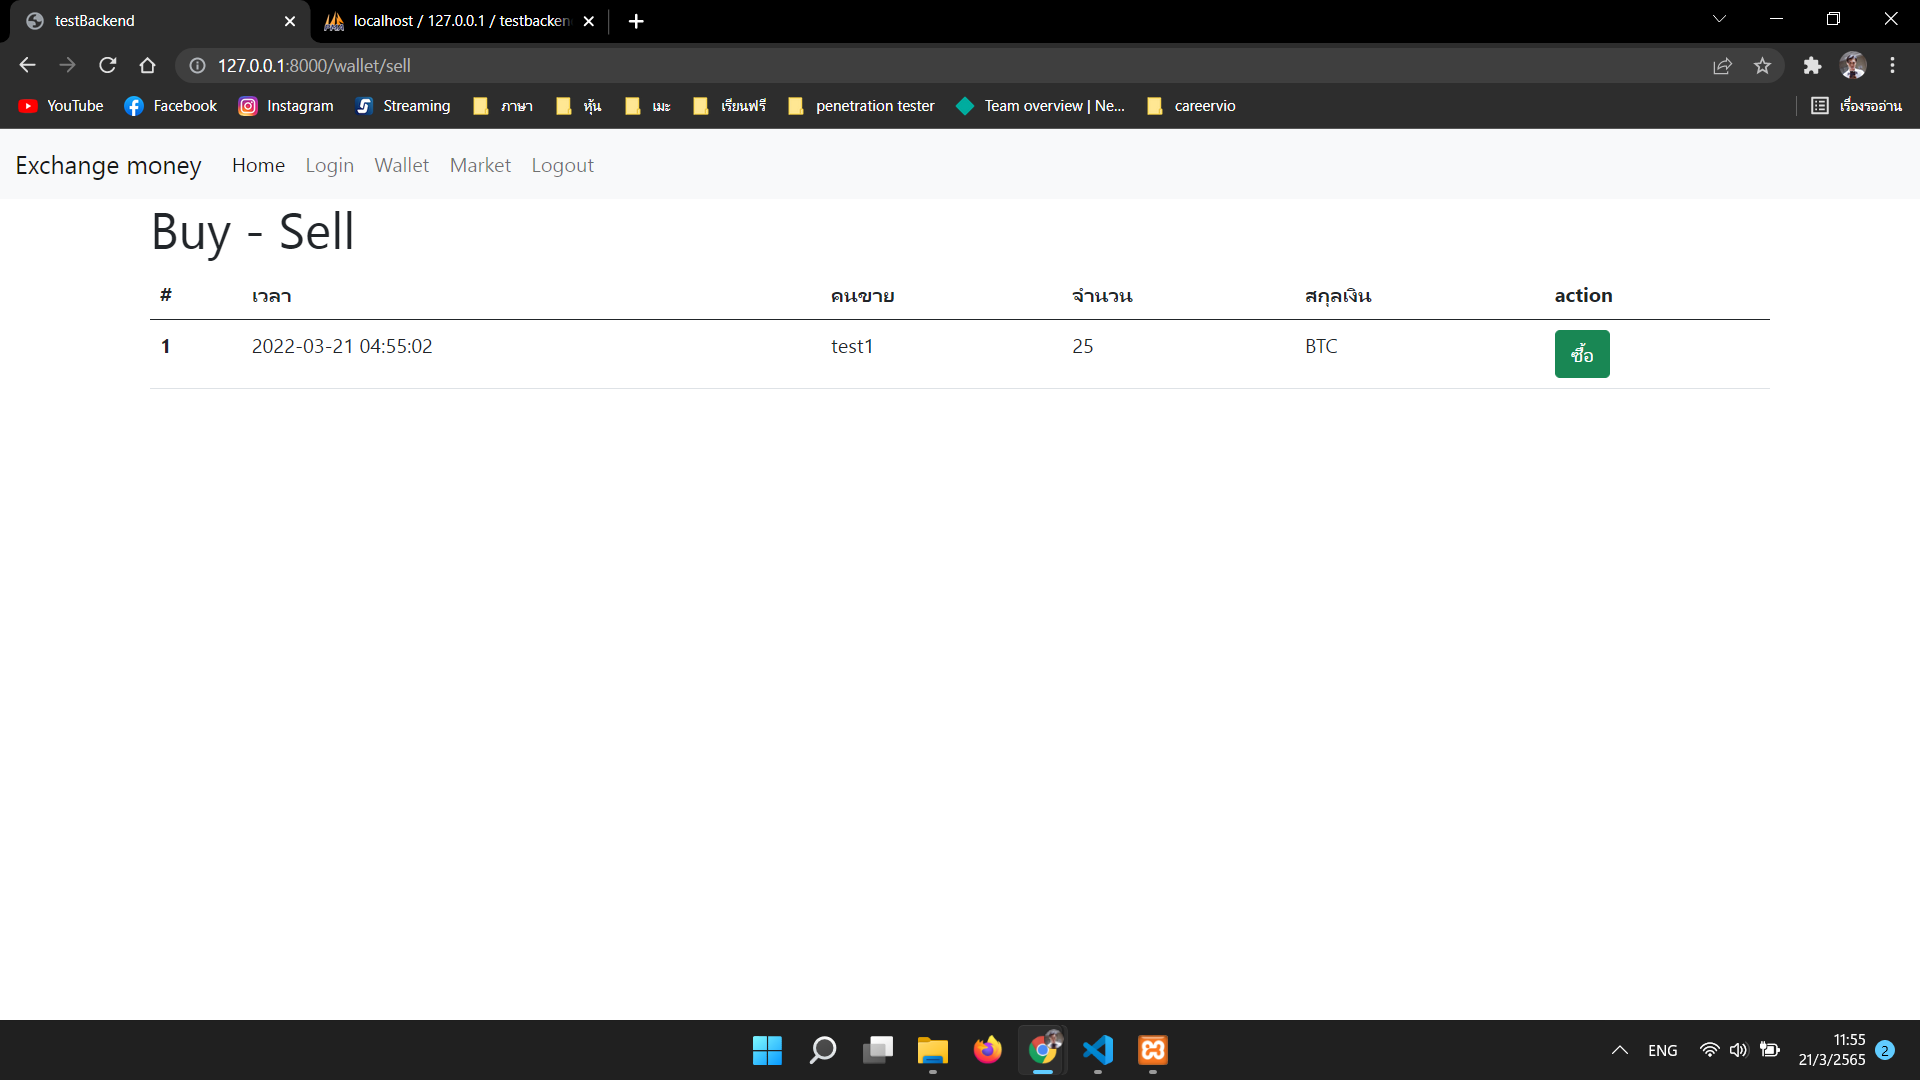 testBackend
localhost / 127.0.0.1 / testbacken
127.0.0.1:8000/wallet/sell
YouTube Facebook Instagram Streaming ภาษา หุ้น เมะ เรียนฟรี penetration tester Team overview | Ne... careervio เรื่องรออ่าน
Exchange money Home Login Wallet Market Logout
Buy - Sell
# เวลา คนขาย จำนวน สกุลเงิน action
1 2022-03-21 04:55:02 test1 25 BTC ซื้อ
ENG
11:55
21/3/2565
2